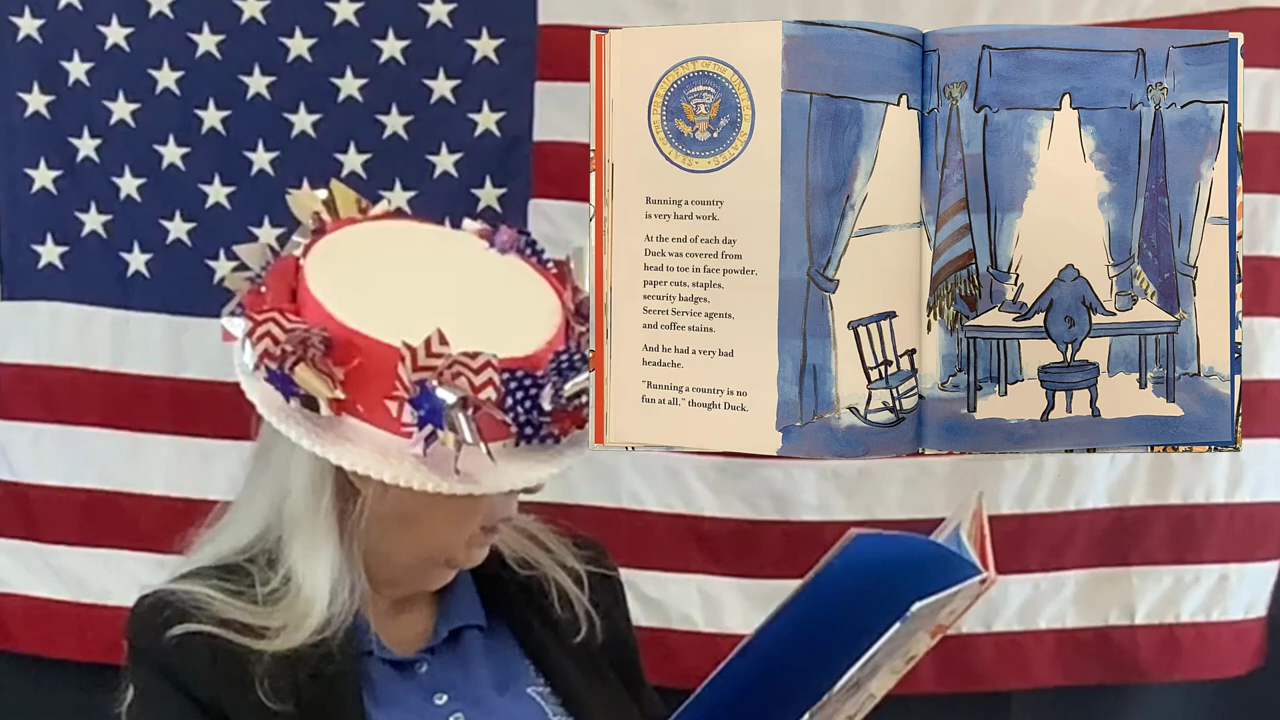 SEAL OF THE PRESIDENT OF THE UNITED STATES
Running a country
is very hard work.
At the end of each day
Duck was covered from
head to toe in face powder,
paper cuts, staples,
security badges,
Secret Service agents,
and coffee stains.
And he had a very bad
headache.
"Running a country is no
fun at all," thought Duck.